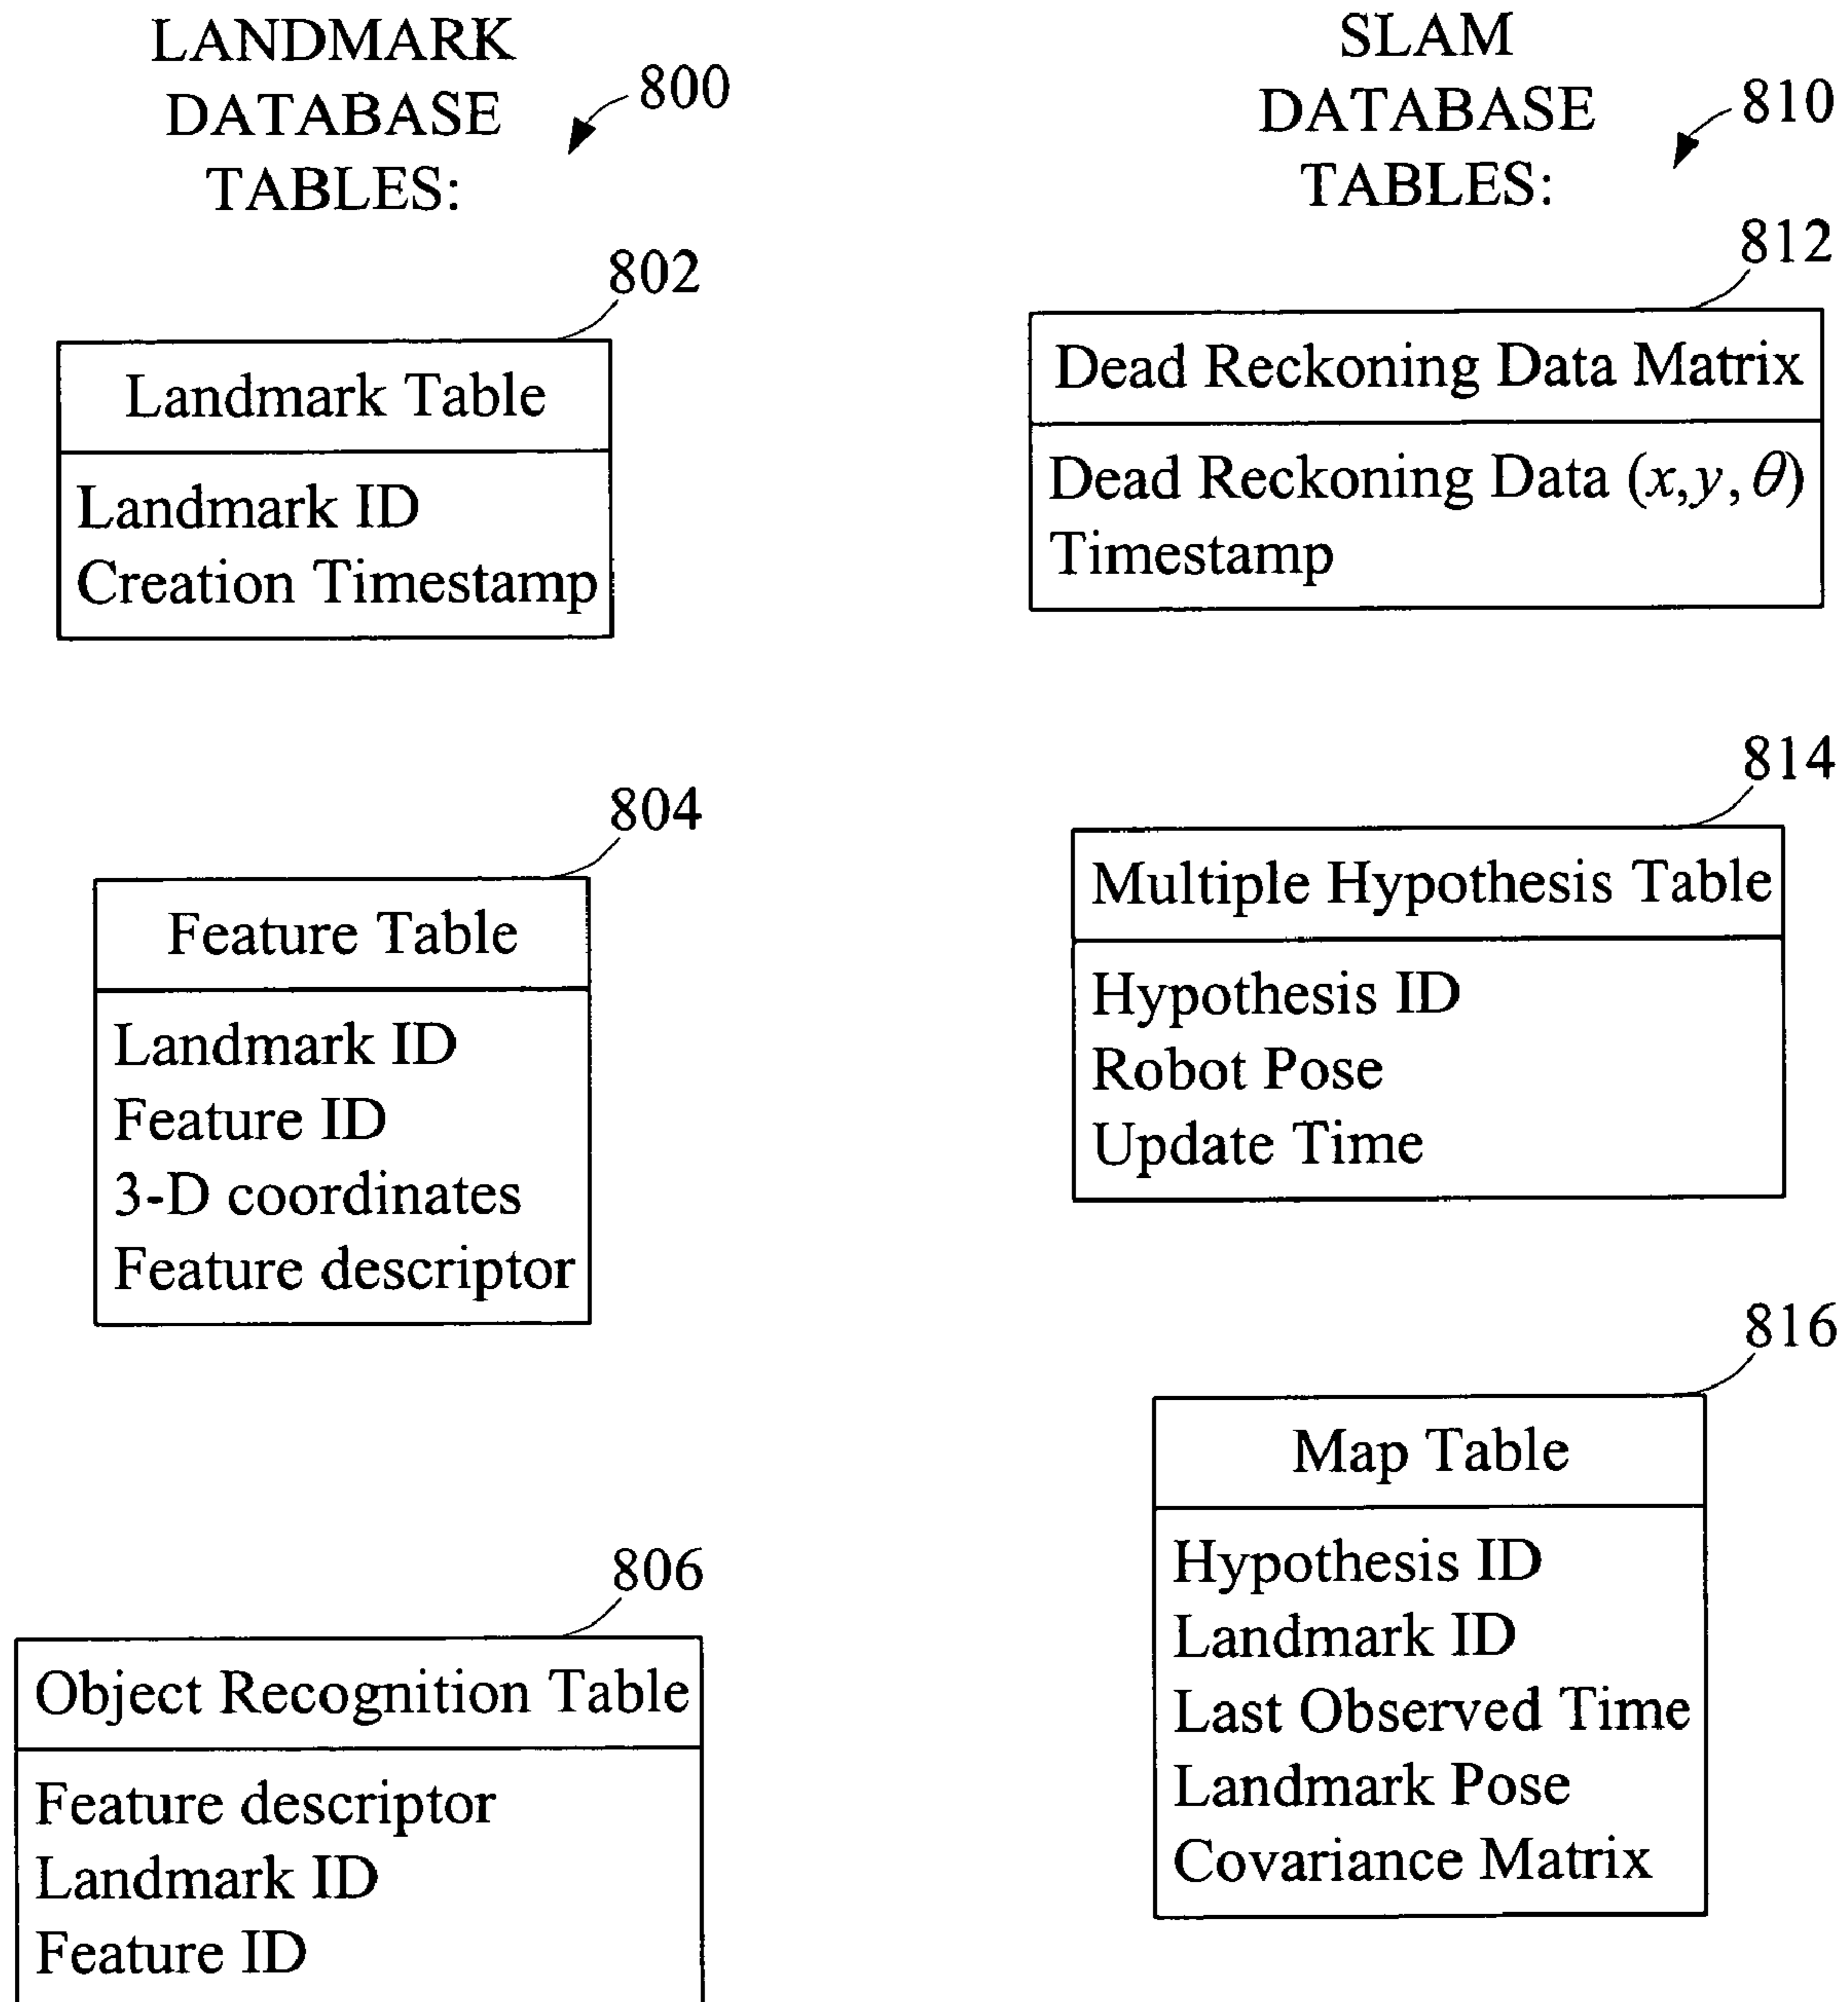 LANDMARK
DATABASE
TABLES:
800
802
Landmark Table
Landmark ID
Creation Timestamp
804
Feature Table
Landmark ID
Feature ID
3-D coordinates
Feature descriptor
806
Object Recognition Table
Feature descriptor
Landmark ID
Feature ID
SLAM
DATABASE
TABLES:
810
812
Dead Reckoning Data Matrix
Dead Reckoning Data (x,y,θ)
Timestamp
814
Multiple Hypothesis Table
Hypothesis ID
Robot Pose
Update Time
816
Map Table
Hypothesis ID
Landmark ID
Last Observed Time
Landmark Pose
Covariance Matrix